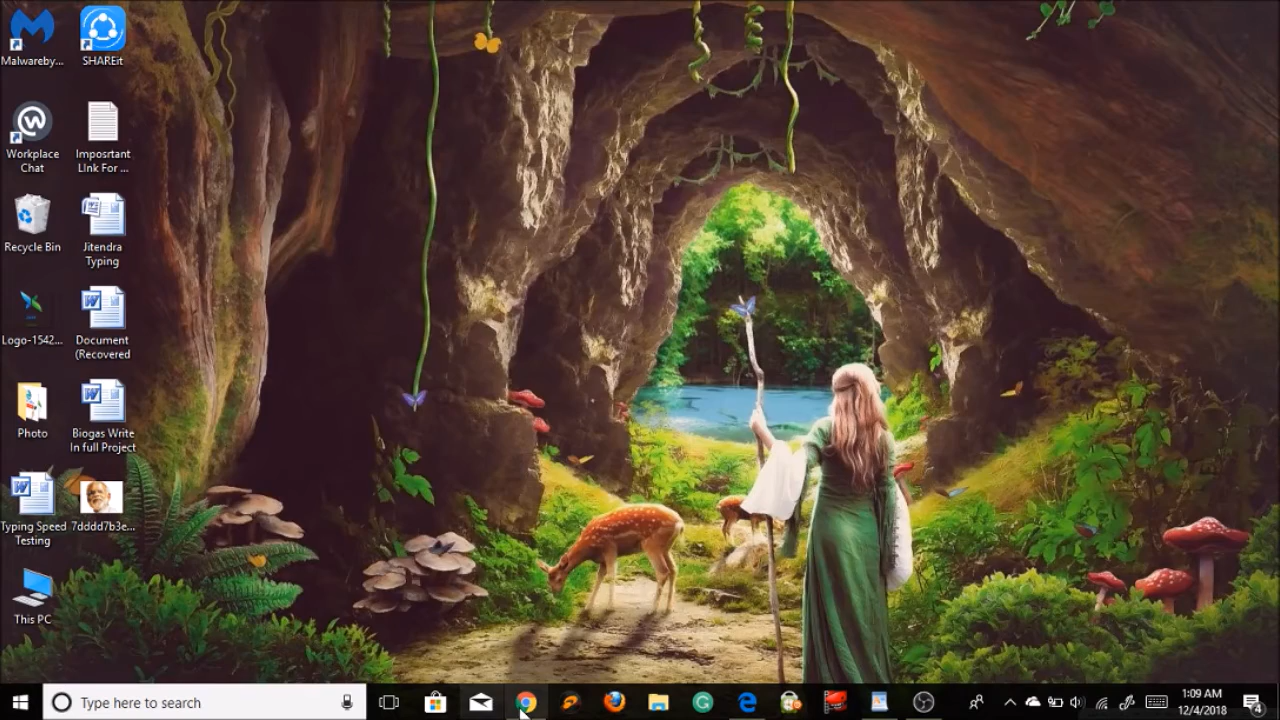 Malwareby...
SHAREit
Workplace
Chat
Imposrtant
LInk For ...
Recycle Bin
Jitendra
Typing
Logo-1542...
Document
(Recovered
Photo
Biogas Write
In full Project
Typing Speed
Testing
7dddd7b3e...
This PC
Type here to search
1:09 AM
12/4/2018
4